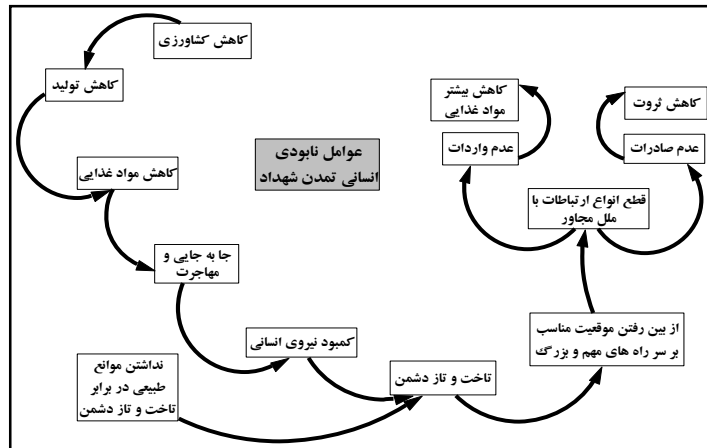 کاهش کشاورزی
کاهش تولید
کاهش مواد غذایی
جا به جایی و
مهاجرت
کمبود نیروی انسانی
نداشتن موانع
طبیعی در برابر
تاخت و تاز دشمن
تاخت و تاز دشمن
از بین رفتن موقعیت مناسب
بر سر راه های مهم و بزرگ
قطع انواع ارتباطات با
ملل مجاور
عدم صادرات
کاهش ثروت
عدم واردات
کاهش بیشتر
مواد غذایی
عوامل نابودی
انسانی تمدن شهداد